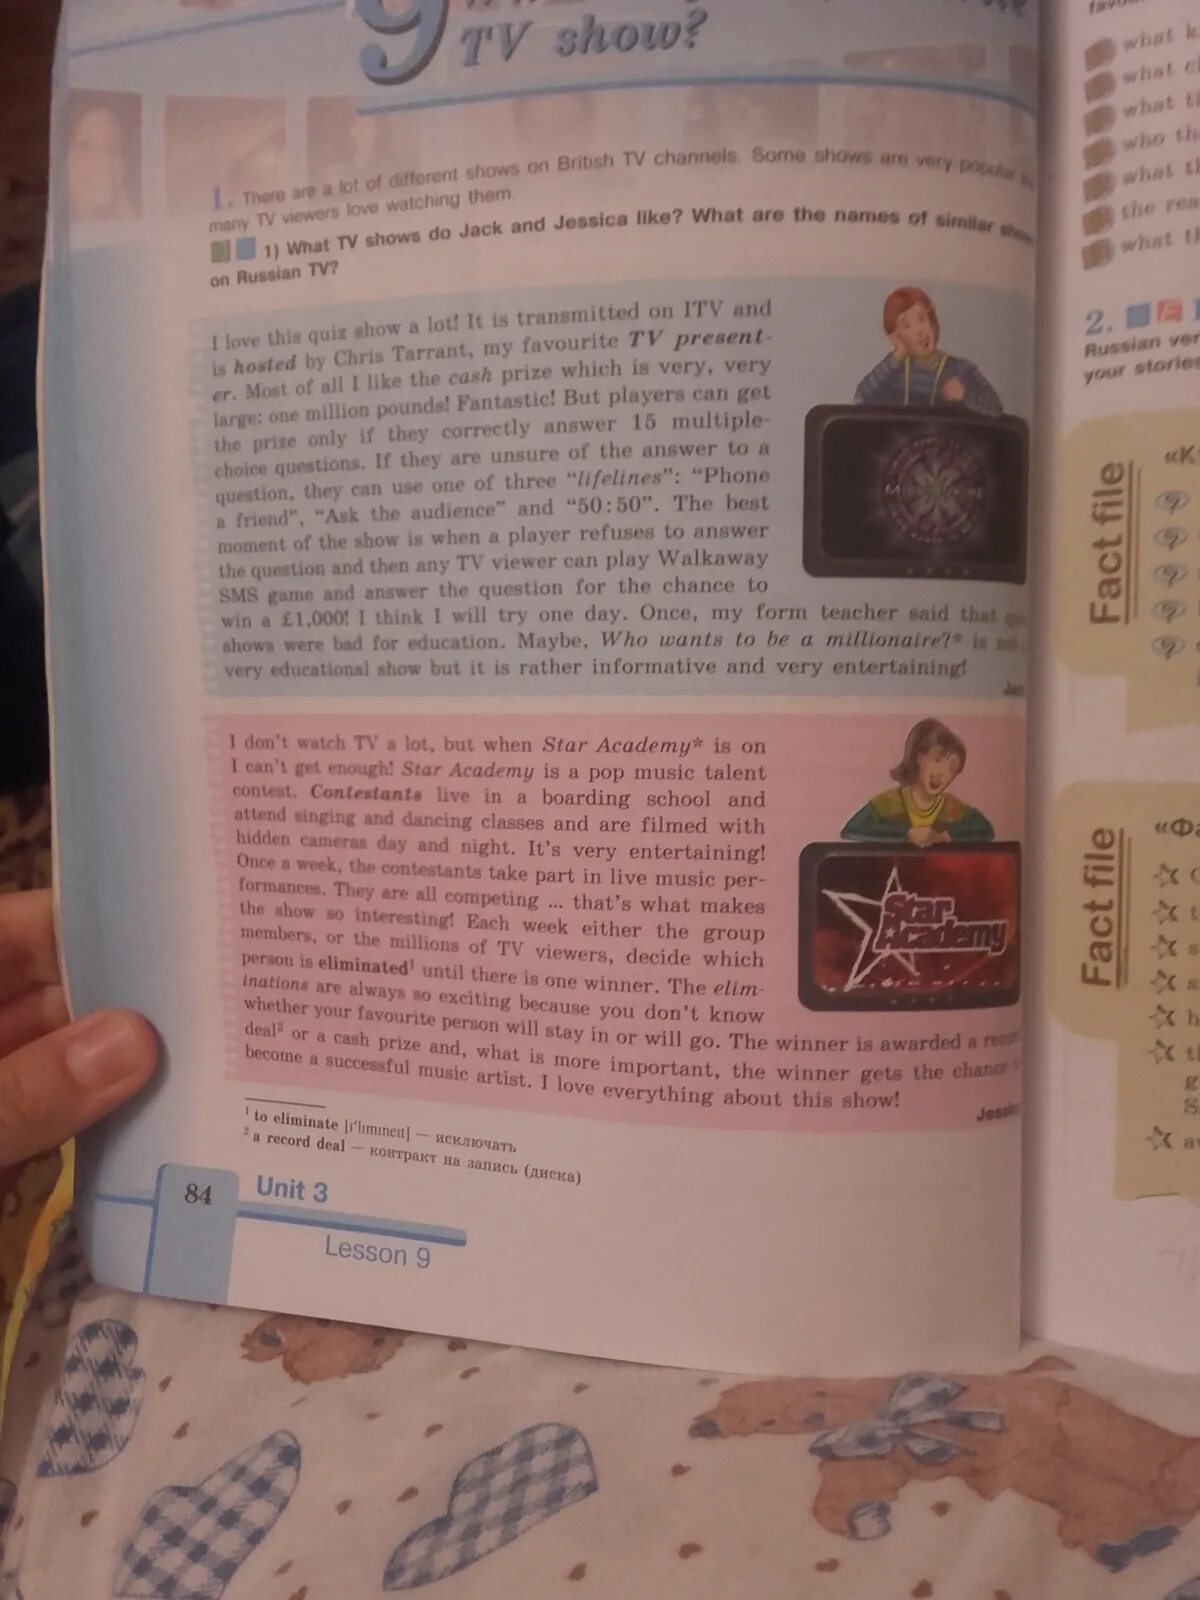 9
TV show?
1. There are a lot of different shows on British TV channels. Some shows are very popular
many TV viewers love watching them.
1) What TV shows do Jack and Jessica like? What are the names of similar
on Russian TV?
I love this quiz show a lot! It is transmitted on ITV and
is hosted by Chris Tarrant, my favourite TV present-
er. Most of all I like the cash prize which is very, very
large: one million pounds! Fantastic! But players can get
the prize only if they correctly answer 15 multiple-
choice questions. If they are unsure of the answer to a
question, they can use one of three “lifelines”: “Phone
a friend”, “Ask the audience” and “50:50”. The best
moment of the show is when a player refuses to answer
the question and then any TV viewer can play Walkaway
SMS game and answer the question for the chance to
win a £1,000! I think I will try one day. Once, my form teacher said that
shows were bad for education. Maybe, Who wants to be a millionaire?* is not
very educational show but it is rather informative and very entertaining!
I don’t watch TV a lot, but when Star Academy* is on
I can’t get enough! Star Academy is a pop music talent
contest. Contestants live in a boarding school and
attend singing and dancing classes and are filmed with
hidden cameras day and night. It’s very entertaining!
Once a week, the contestants take part in live music per-
formances. They are all competing ... that’s what makes
the show so interesting! Each week either the group
members, or the millions of TV viewers, decide which
person is eliminated¹ until there is one winner. The elim-
inations are always so exciting because you don’t know
whether your favourite person will stay in or will go. The winner is awarded a
deal² or a cash prize and, what is more important, the winner gets the chance
become a successful music artist. I love everything about this show!
Jessica
Star
Academy
¹ to eliminate [ɪ'lɪmɪneɪt] — исключать
² a record deal — контракт на запись (диска)
84
Unit 3
Lesson 9
what
what
what
who
what
the
what
2.
Russian
your stories
Fact file
Fact file